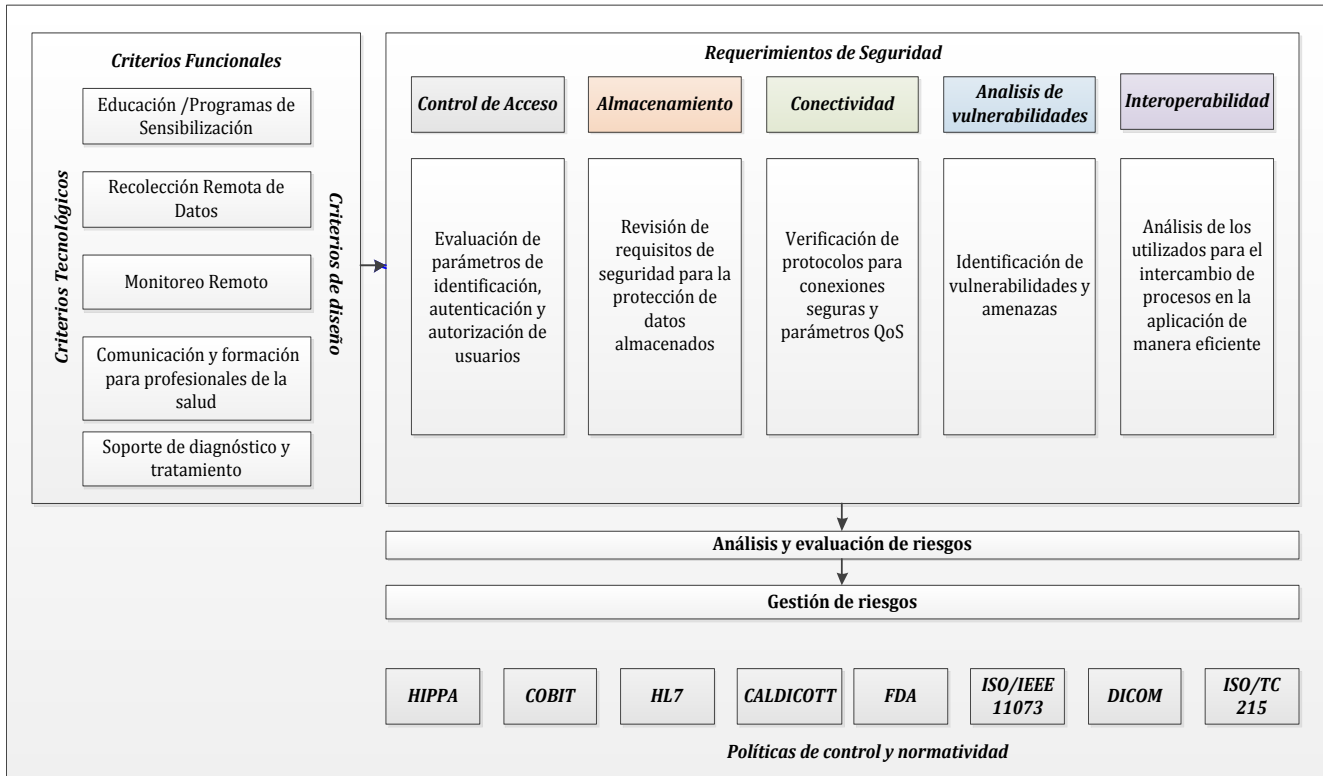 Criterios Funcionales
Educación /Programas de
Sensibilización
Recolección Remota de
Datos
Monitoreo Remoto
Comunicación y formación
para profesionales de la
salud
Soporte de diagnóstico y
tratamiento
Criterios Tecnológicos
Criterios de diseño
Requerimientos de Seguridad
Control de Acceso
Almacenamiento
Conectividad
Analisis de
vulnerabilidades
Interoperabilidad
Evaluación de
parámetros de
identificación,
autenticación y
autorización de
usuarios
Revisión de
requisitos de
seguridad para la
protección de
datos
almacenados
Verificación de
protocolos para
conexiones
seguras y
parámetros QoS
Identificación de
vulnerabilidades y
amenazas
Análisis de los
utilizados para el
intercambio de
procesos en la
aplicación de
manera eficiente
Análisis y evaluación de riesgos
Gestión de riesgos
HIPPA
COBIT
HL7
CALDICOTT
FDA
ISO/IEEE
11073
DICOM
ISO/TC
215
Políticas de control y normatividad